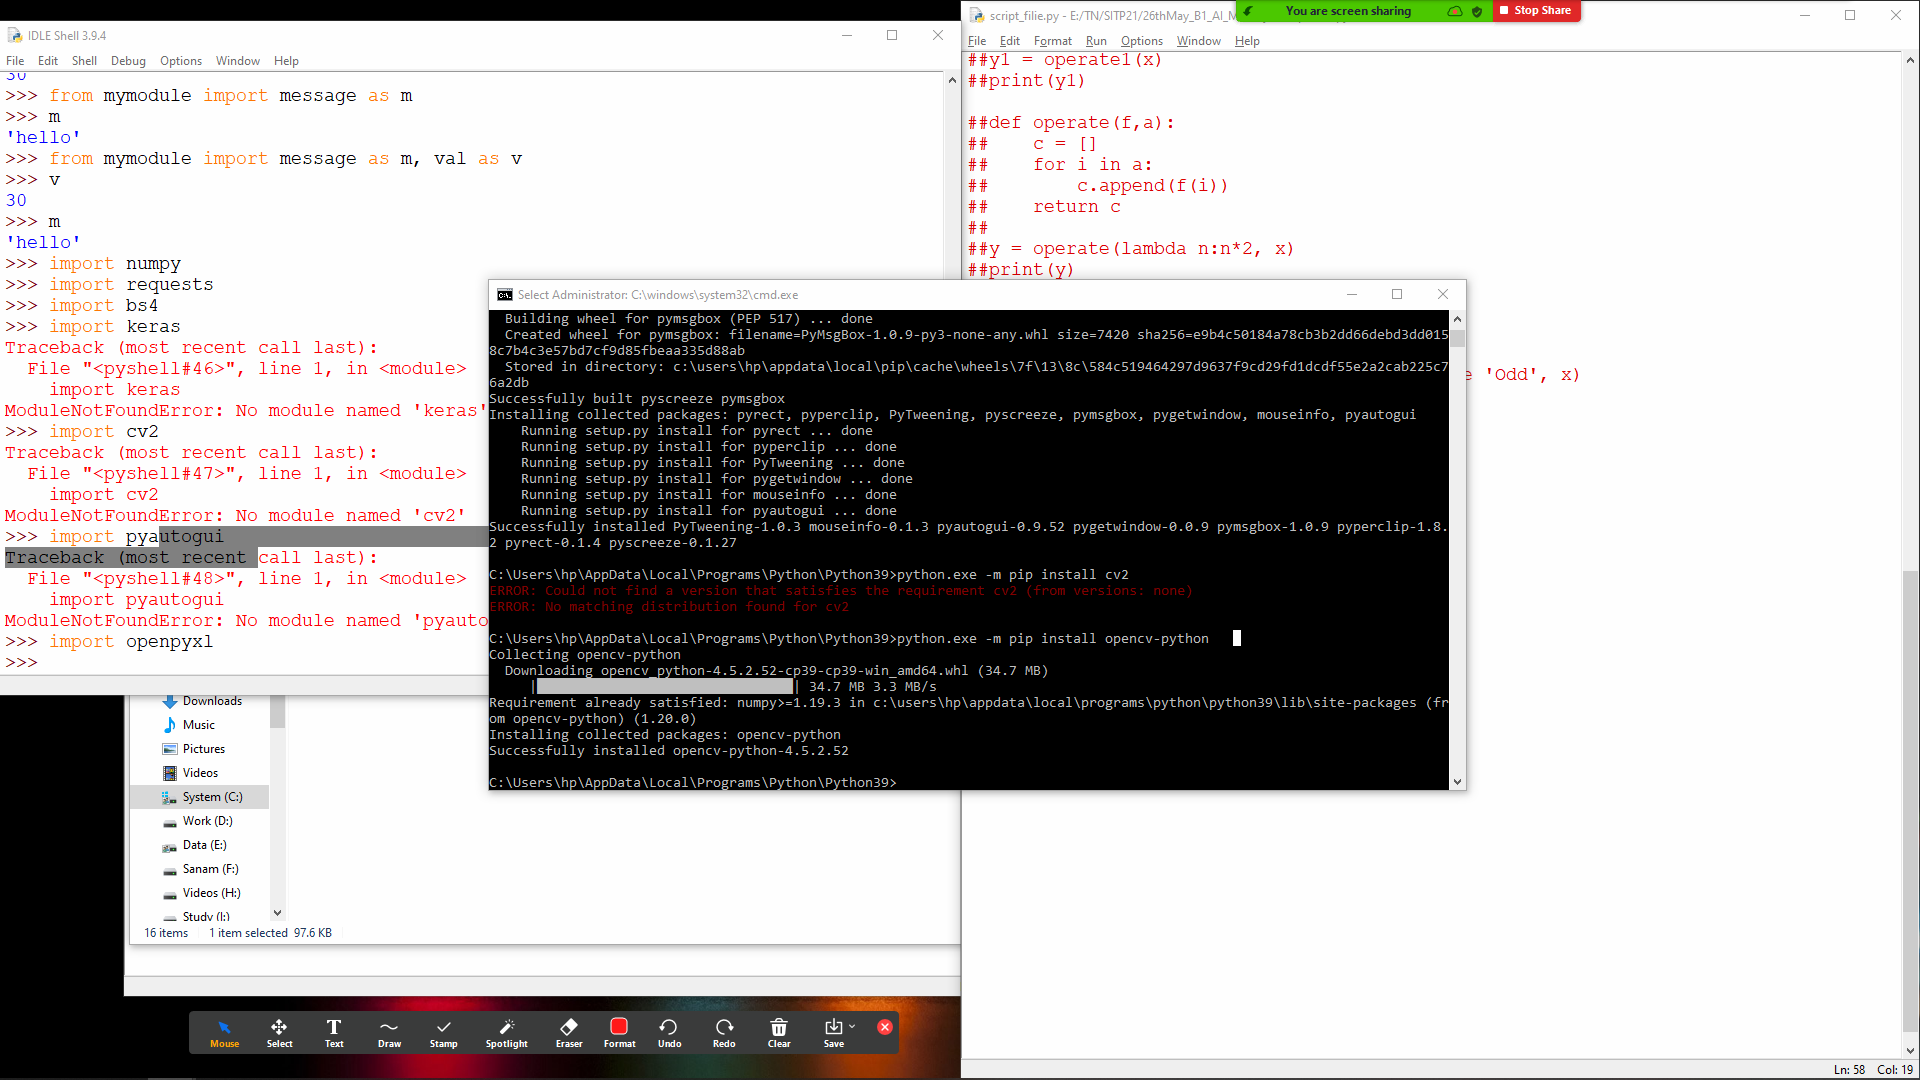 IDLE Shell 3.9.4
File Edit Shell Debug Options Window Help
30
>>> from mymodule import message as m
>>> m
'hello'
>>> from mymodule import message as m, val as v
>>> v
30
>>> m
'hello'
>>> import numpy
>>> import requests
>>> import bs4
>>> import keras
Traceback (most recent call last):
  File "<pyshell#46>", line 1, in <module>
    import keras
ModuleNotFoundError: No module named 'keras'
>>> import cv2
Traceback (most recent call last):
  File "<pyshell#47>", line 1, in <module>
    import cv2
ModuleNotFoundError: No module named 'cv2'
>>> import pyautogui
Traceback (most recent call last):
  File "<pyshell#48>", line 1, in <module>
    import pyautogui
ModuleNotFoundError: No module named 'pyauto
>>> import openpyxl
>>>
script_filie.py - E:/TN/SITP21/26thMay_B1_AI_M
You are screen sharing
Stop Share
File Edit Format Run Options Window Help
##y1 = operate1(x)
##print(y1)
##def operate(f,a):
##    c = []
##    for i in a:
##        c.append(f(i))
##    return c
##
##y = operate(lambda n:n*2, x)
##print(y)
e 'Odd', x)
Select Administrator: C:\windows\system32\cmd.exe
  Building wheel for pymsgbox (PEP 517) ... done
  Created wheel for pymsgbox: filename=PyMsgBox-1.0.9-py3-none-any.whl size=7420 sha256=e9b4c50184a78cb3b2dd66debd3dd015
8c7b4c3e57bd7cf9d85fbeaa335d88ab
  Stored in directory: c:\users\hp\appdata\local\pip\cache\wheels\7f\13\8c\584c519464297d9637f9cd29fd1dcdf55e2a2cab225c7
6a2db
Successfully built pyscreeze pymsgbox
Installing collected packages: pyrect, pyperclip, PyTweening, pyscreeze, pymsgbox, pygetwindow, mouseinfo, pyautogui
    Running setup.py install for pyrect ... done
    Running setup.py install for pyperclip ... done
    Running setup.py install for PyTweening ... done
    Running setup.py install for pygetwindow ... done
    Running setup.py install for mouseinfo ... done
    Running setup.py install for pyautogui ... done
Successfully installed PyTweening-1.0.3 mouseinfo-0.1.3 pyautogui-0.9.52 pygetwindow-0.0.9 pymsgbox-1.0.9 pyperclip-1.8.
2 pyrect-0.1.4 pyscreeze-0.1.27
C:\Users\hp\AppData\Local\Programs\Python\Python39>python.exe -m pip install cv2
ERROR: Could not find a version that satisfies the requirement cv2 (from versions: none)
ERROR: No matching distribution found for cv2
C:\Users\hp\AppData\Local\Programs\Python\Python39>python.exe -m pip install opencv-python
Collecting opencv-python
  Downloading opencv_python-4.5.2.52-cp39-cp39-win_amd64.whl (34.7 MB)
| | 34.7 MB 3.3 MB/s
Requirement already satisfied: numpy>=1.19.3 in c:\users\hp\appdata\local\programs\python\python39\lib\site-packages (fr
om opencv-python) (1.20.0)
Installing collected packages: opencv-python
Successfully installed opencv-python-4.5.2.52
C:\Users\hp\AppData\Local\Programs\Python\Python39>
Downloads
Music
Pictures
Videos
System (C:)
Work (D:)
Data (E:)
Sanam (F:)
Videos (H:)
Study (I:)
16 items 1 item selected 97.6 KB
Mouse Select Text Draw Stamp Spotlight Eraser Format Undo Redo Clear Save
Ln: 58 Col: 19